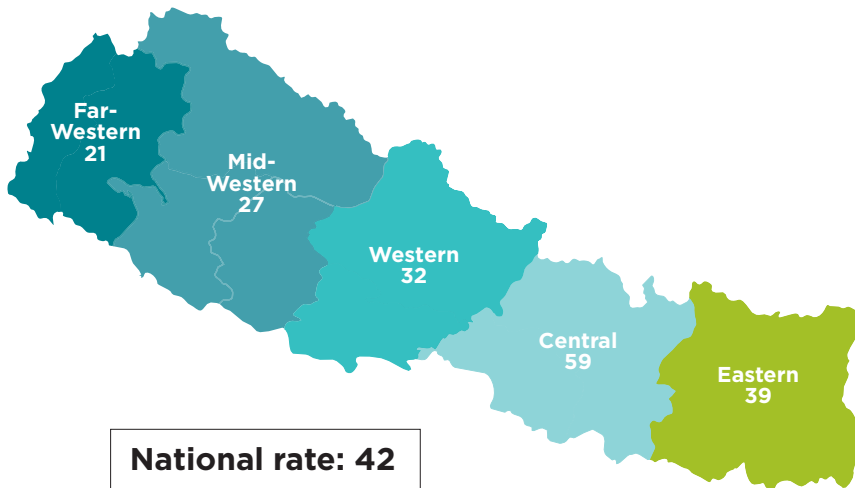 Far-
Western
21
Mid-
Western
27
Western
32
Central
59
Eastern
39
National rate: 42